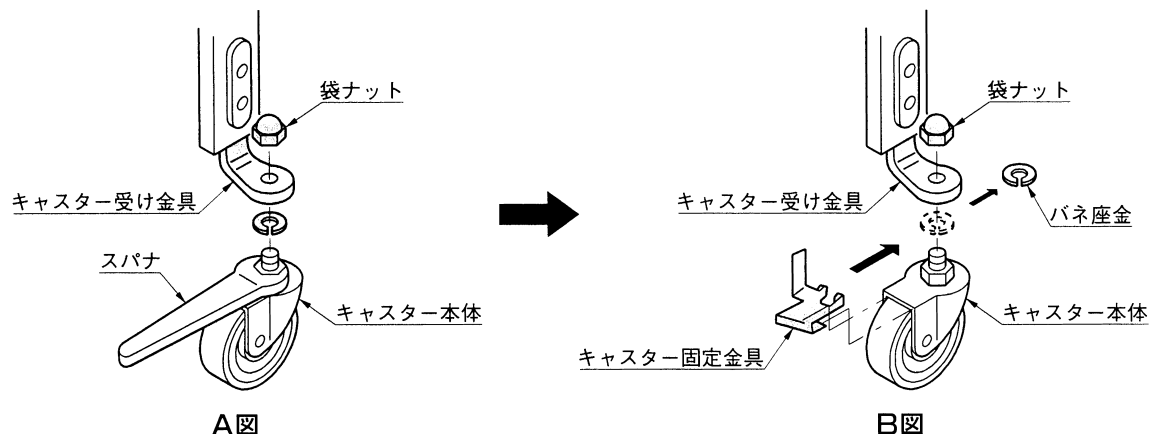 袋ナット
キャスター受け金具
スパナ
キャスター本体
A図
袋ナット
キャスター受け金具
バネ座金
キャスター本体
キャスター固定金具
B図